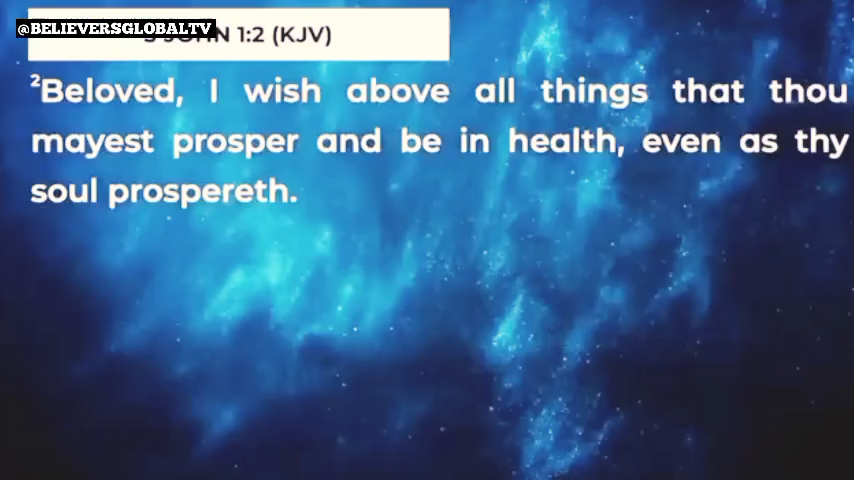 @BELIEVERSGLOBALTV
3 JOHN 1:2 (KJV)
²Beloved, I wish above all things that thou
mayest prosper and be in health, even as thy
soul prospereth.